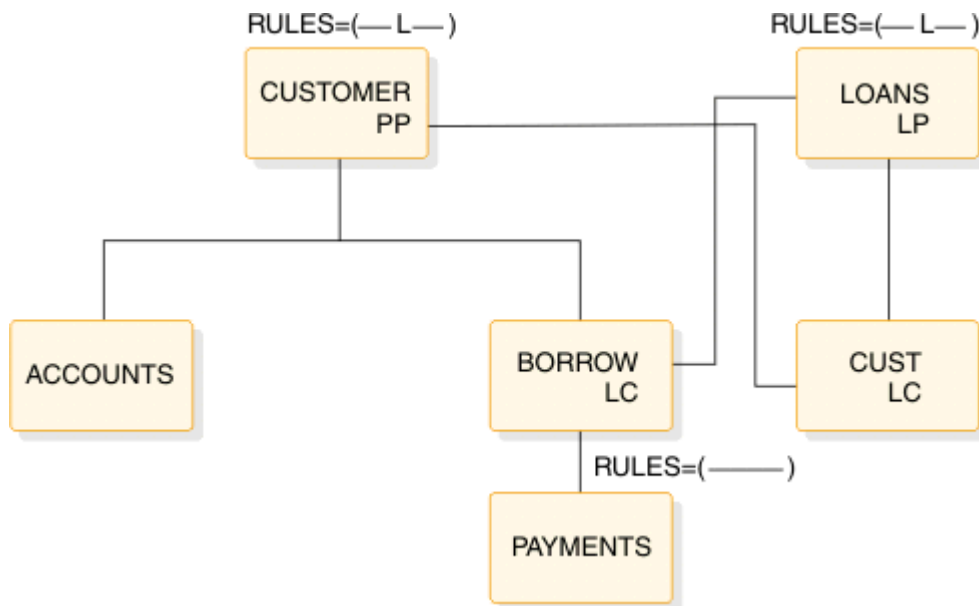 RULES=(— L— )
RULES=(— L— )
CUSTOMER
PP
LOANS
LP
ACCOUNTS
BORROW
LC
CUST
LC
RULES=( —— )
PAYMENTS